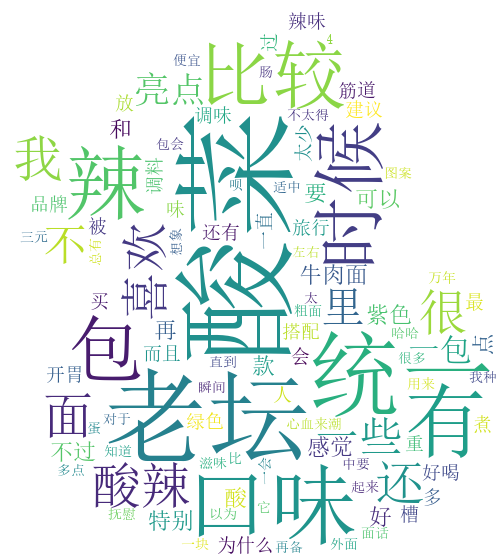 辣味
过
4
便宜
比较
肠
亮点
筋道
不太得
放
调味
太少
建议
和
我
辣
酸菜
时候
包会
图案
品牌
调料
味
适中
要
可以
不
三元
总有
被
喜欢
想象
还有
一直
旅行
左右
牛肉面
万年
买
包
里
紫色
很
最
太
粗面
再
搭配
哈哈
而且
统一
一包
点
直到
款
会
很多
我种
开胃
瞬间
人
用来
老坛
有
面
蛋
对于
绿色
心血来潮
些
煮
不过
知道
感觉
重
滋味
比
一会
中要
还
好喝
多点
酸辣
口味
酸
它
起来
多
抚慰
特别
以为
好
槽
面话
一块
为什么
再备
外面